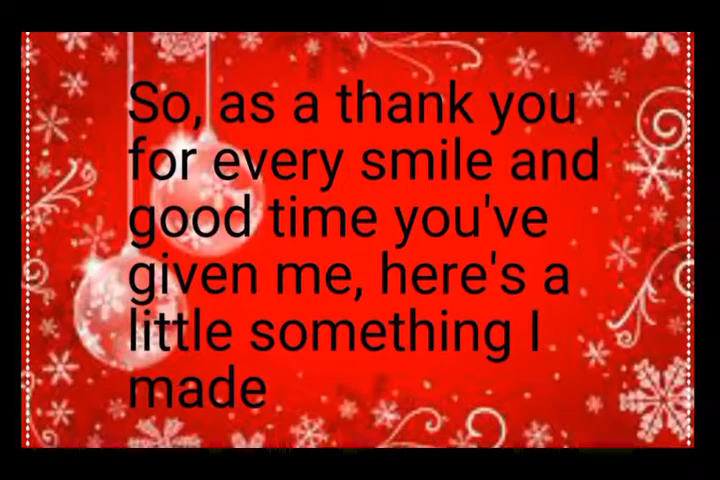 So, as a thank you
for every smile and
good time you've
given me, here's a
little something I
made